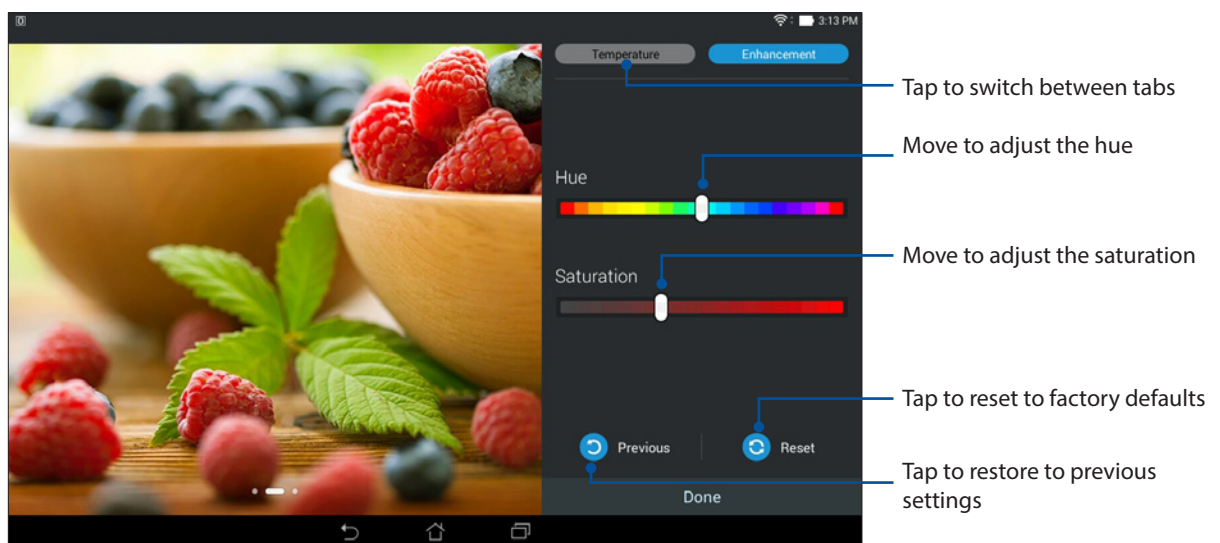 3:13 PM
Temperature
Enhancement
Tap to switch between tabs
Move to adjust the hue
Hue
Move to adjust the saturation
Saturation
Tap to reset to factory defaults
Previous
Reset
Tap to restore to previous
settings
Done